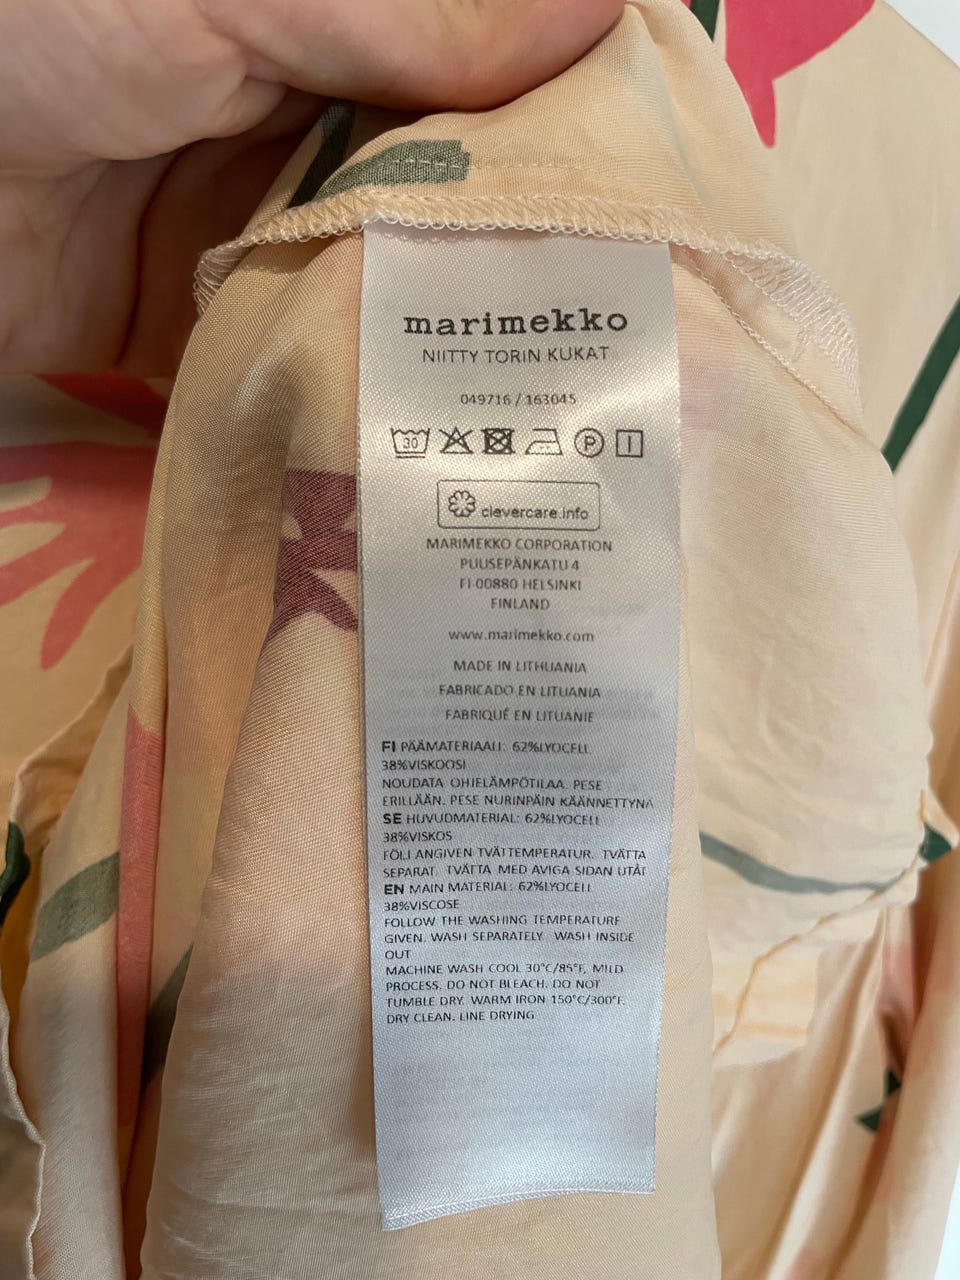 marimekko
NIITTY TORIN KUKAT
049716 / 163045
30 P
clevercare.info
MARIMEKKO CORPORATION
PUUSEPÄNKATU 4
FI-00880 HELSINKI
FINLAND
www.marimekko.com
MADE IN LITHUANIA
FABRICADO EN LITUANIA
FABRIQUÉ EN LITUANIE
FI PÄÄMATERIAALI: 62%LYOCELL
38%VISKOOSI
NOUDATA OHJELÄMPÖTILAA. PESE
ERILLÄÄN. PESE NURINPÄIN KÄÄNNETTYNÄ
SE HUVUDMATERIAL: 62%LYOCELL
38%VISKOS
FÖLJ ANGIVEN TVÄTTEMPERATUR. TVÄTTA
SEPARAT. TVÄTTA MED AVIGA SIDAN UTÅT
EN MAIN MATERIAL: 62%LYOCELL
38%VISCOSE
FOLLOW THE WASHING TEMPERATURE
GIVEN. WASH SEPARATELY. WASH INSIDE
OUT
MACHINE WASH COOL 30°C/85°F, MILD
PROCESS. DO NOT BLEACH. DO NOT
TUMBLE DRY. WARM IRON 150°C/300°F.
DRY CLEAN. LINE DRYING